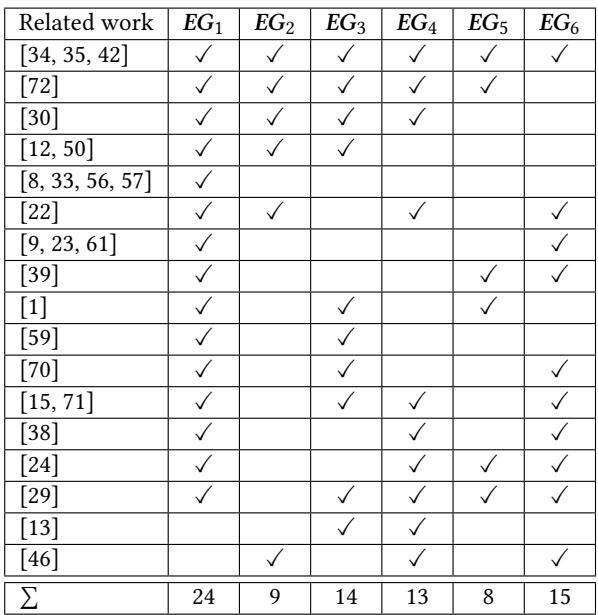 Related work EG1 EG2 EG3 EG4 EG5 EG6
[34, 35, 42] ✓ ✓ ✓ ✓ ✓ ✓
[72] ✓ ✓ ✓ ✓ ✓
[30] ✓ ✓ ✓ ✓
[12, 50] ✓ ✓ ✓
[8, 33, 56, 57] ✓
[22] ✓ ✓ ✓ ✓
[9, 23, 61] ✓ ✓
[39] ✓ ✓ ✓
[1] ✓ ✓ ✓
[59] ✓ ✓
[70] ✓ ✓ ✓
[15, 71] ✓ ✓ ✓ ✓
[38] ✓ ✓ ✓
[24] ✓ ✓ ✓ ✓
[29] ✓ ✓ ✓ ✓ ✓
[13] ✓ ✓
[46] ✓ ✓ ✓
∑ 24 9 14 13 8 15